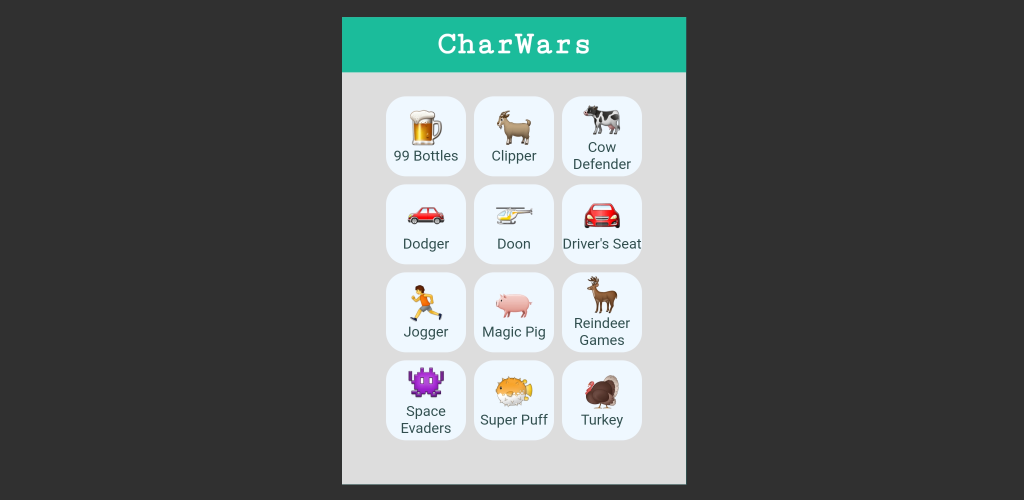 CharWars
99 Bottles
Clipper
Cow
Defender
Dodger
Doon
Driver's Seat
Jogger
Magic Pig
Reindeer
Games
Space
Evaders
Super Puff
Turkey